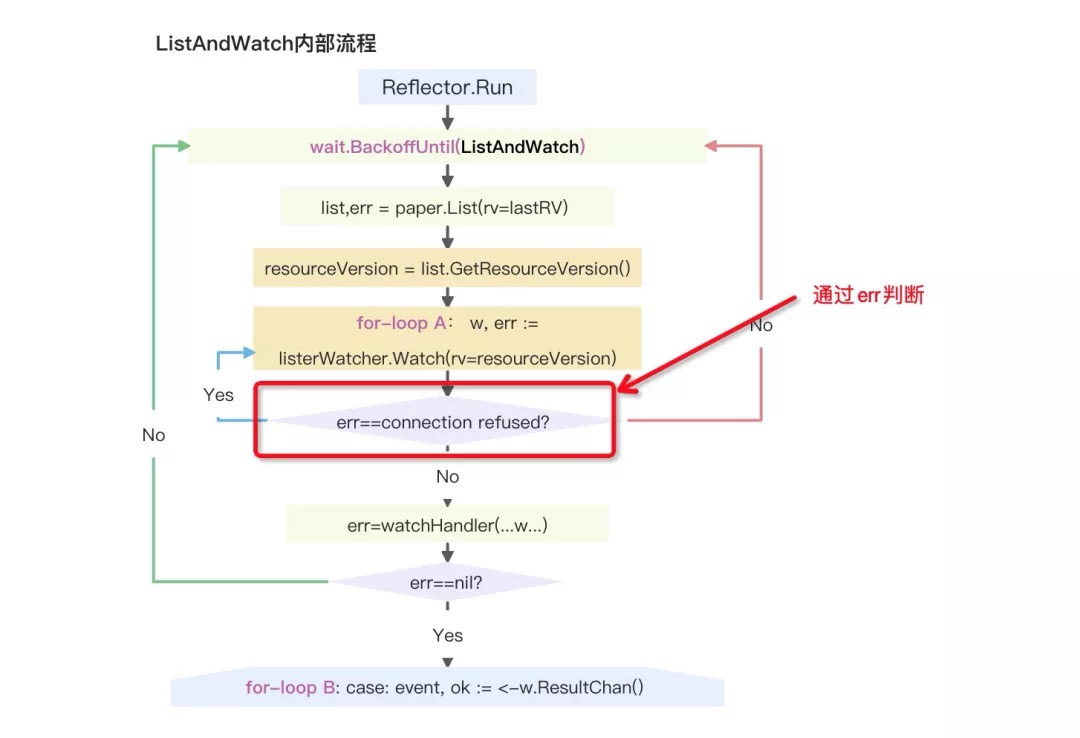 ListAndWatch内部流程
Reflector.Run
wait.BackoffUntil(ListAndWatch)
list,err = paper.List(rv=lastRV)
resourceVersion = list.GetResourceVersion()
通过err判断
for-loop A: w, err :=
listerWatcher.Watch(rv=resourceVersion)
No
Yes
err==connection refused?
No
No
err=watchHandler(...w...)
err==nil?
Yes
for-loop B: case: event, ok := <-w.ResultChan()